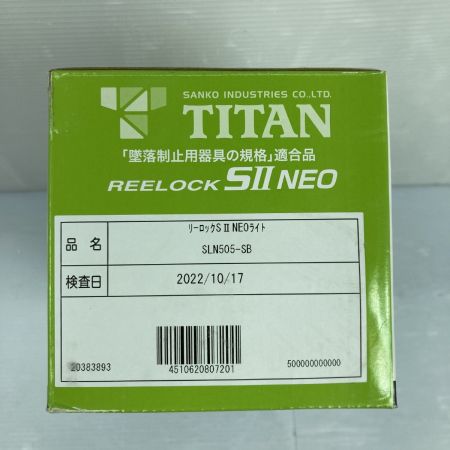 SANKO INDUSTRIES CO.,LTD.
TITAN
「墜落制止用器具の規格」適合品
REELOCK SII NEO
リーロックSⅡNEOライト
品名 SLN505-SB
検査日 2022/10/17
20383893 4510620807201 500000000000